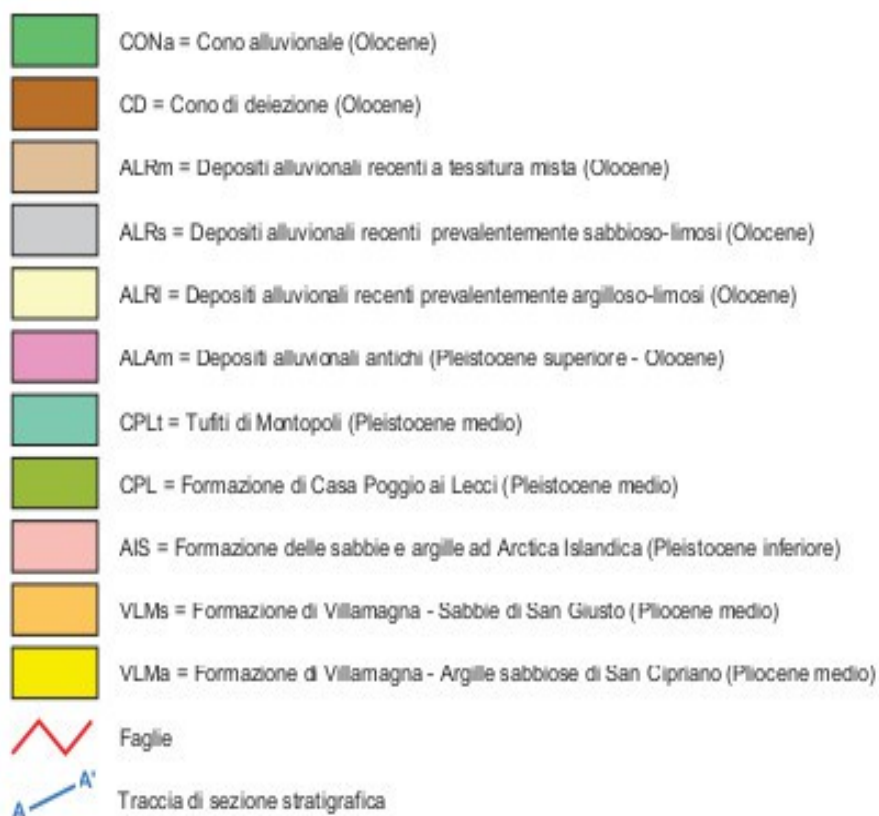 CONa = Cono alluvionale (Olocene)
CD = Cono di deiezione (Olocene)
ALRm = Depositi alluvionali recenti a tessitura mista (Olocene)
ALRs = Depositi alluvionali recenti prevalentemente sabbioso-limosi (Olocene)
ALRl = Depositi alluvionali recenti prevalentemente argilloso-limosi (Olocene)
ALAm = Depositi alluvionali antichi (Pleistocene superiore - Olocene)
CPLt = Tufiti di Montopoli (Pleistocene medio)
CPL = Formazione di Casa Poggio ai Lecci (Pleistocene medio)
AIS = Formazione delle sabbie e argille ad Arctica Islandica (Pleistocene inferiore)
VLMs = Formazione di Villamagna - Sabbie di San Giusto (Pliocene medio)
VLMa = Formazione di Villamagna - Argille sabbiose di San Cipriano (Pliocene medio)
Faglie
A A' Traccia di sezione stratigrafica